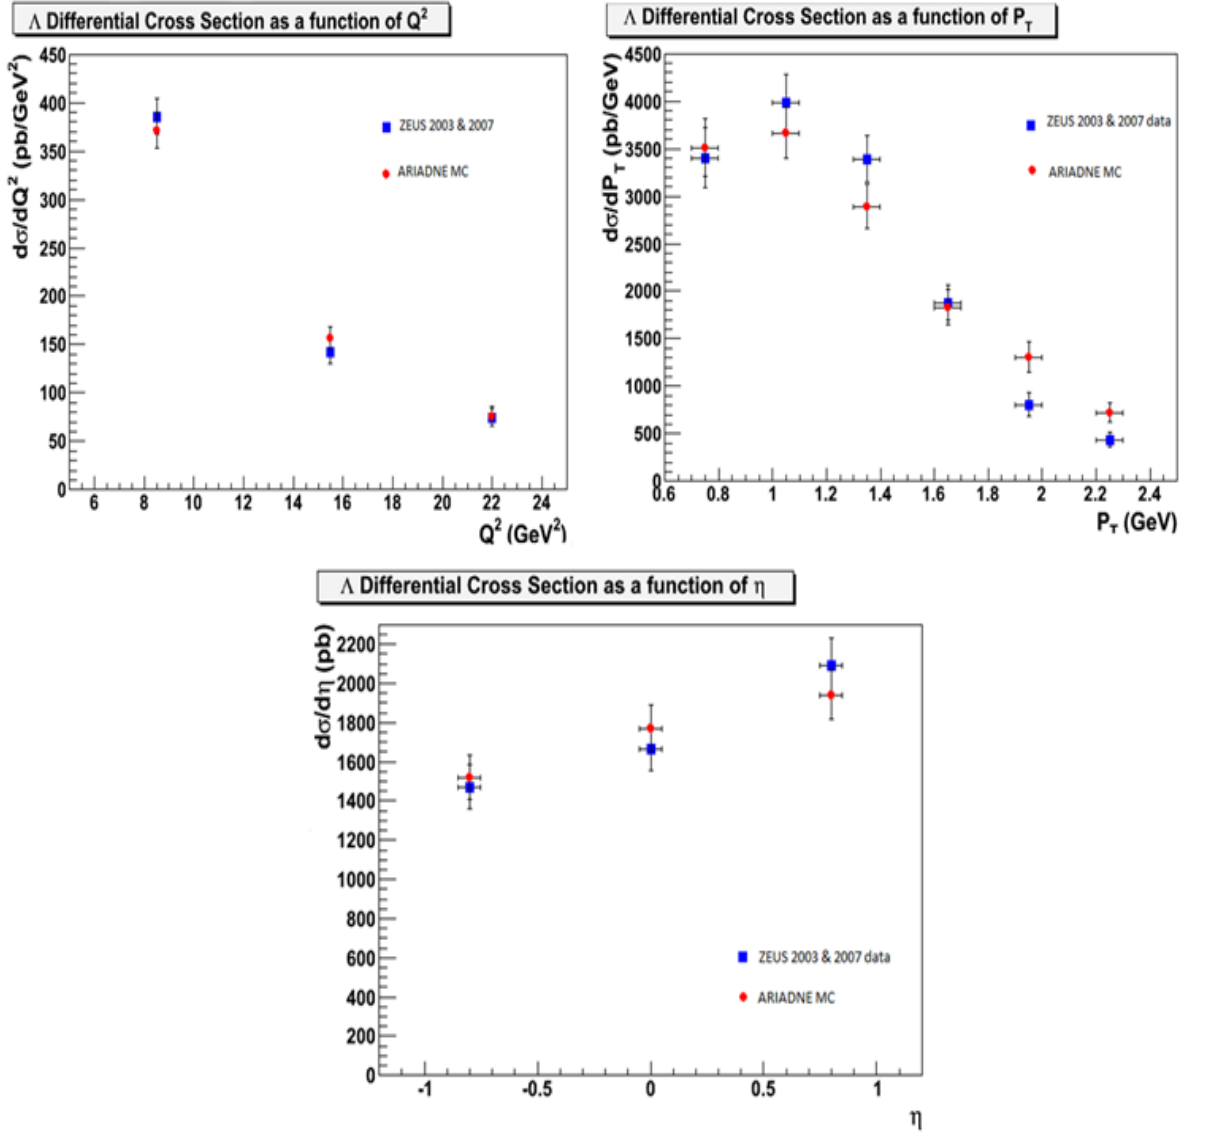 Λ Differential Cross Section as a function of Q²
dσ/dQ² (pb/GeV²)
450
400
350
300
250
200
150
100
50
0
ZEUS 2003 & 2007
ARIADNE MC
6 8 10 12 14 16 18 20 22 24
Q² (GeV²)
Λ Differential Cross Section as a function of P_T
dσ/dP_T (pb/GeV)
4500
4000
3500
3000
2500
2000
1500
1000
500
0
ZEUS 2003 & 2007 data
ARIADNE MC
0.6 0.8 1 1.2 1.4 1.6 1.8 2 2.2 2.4
P_T (GeV)
Λ Differential Cross Section as a function of η
dσ/dη (pb)
2200
2000
1800
1600
1400
1200
1000
800
600
400
200
0
ZEUS 2003 & 2007 data
ARIADNE MC
-1 -0.5 0 0.5 1
η